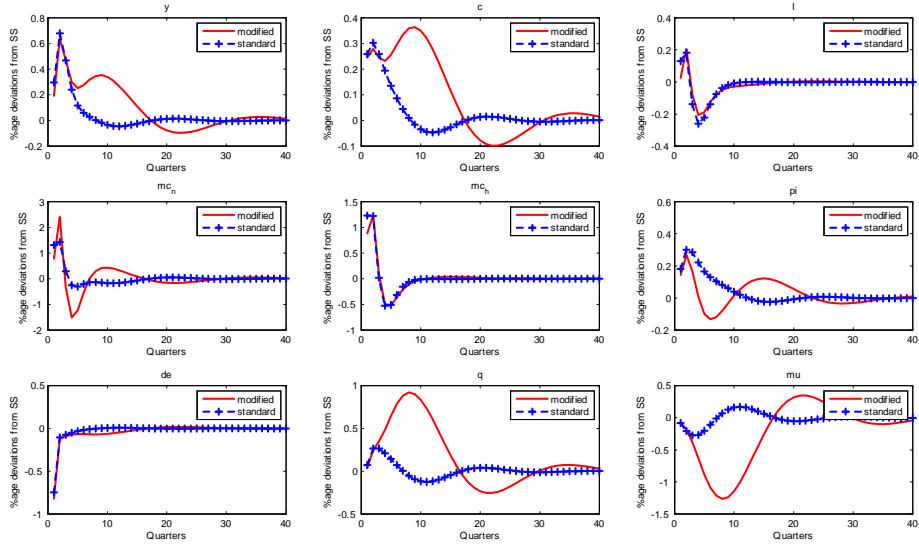 y
%age deviations from SS
0.8
0.6
0.4
0.2
0
-0.2
0 10 20 30 40
Quarters
modified
standard
c
%age deviations from SS
0.4
0.3
0.2
0.1
0
-0.1
0 10 20 30 40
Quarters
modified
standard
l
%age deviations from SS
0.4
0.2
0
-0.2
-0.4
0 10 20 30 40
Quarters
modified
standard
mc_n
%age deviations from SS
3
2
1
0
-1
-2
0 10 20 30 40
Quarters
modified
standard
mc_h
%age deviations from SS
1.5
1
0.5
0
-0.5
-1
0 10 20 30 40
Quarters
modified
standard
pi
%age deviations from SS
0.4
0.2
0
-0.2
0 10 20 30 40
Quarters
modified
standard
de
%age deviations from SS
0.5
0
-0.5
-1
0 10 20 30 40
Quarters
modified
standard
q
%age deviations from SS
1
0.5
0
-0.5
0 10 20 30 40
Quarters
modified
standard
mu
%age deviations from SS
0.5
0
-0.5
-1
-1.5
0 10 20 30 40
Quarters
modified
standard